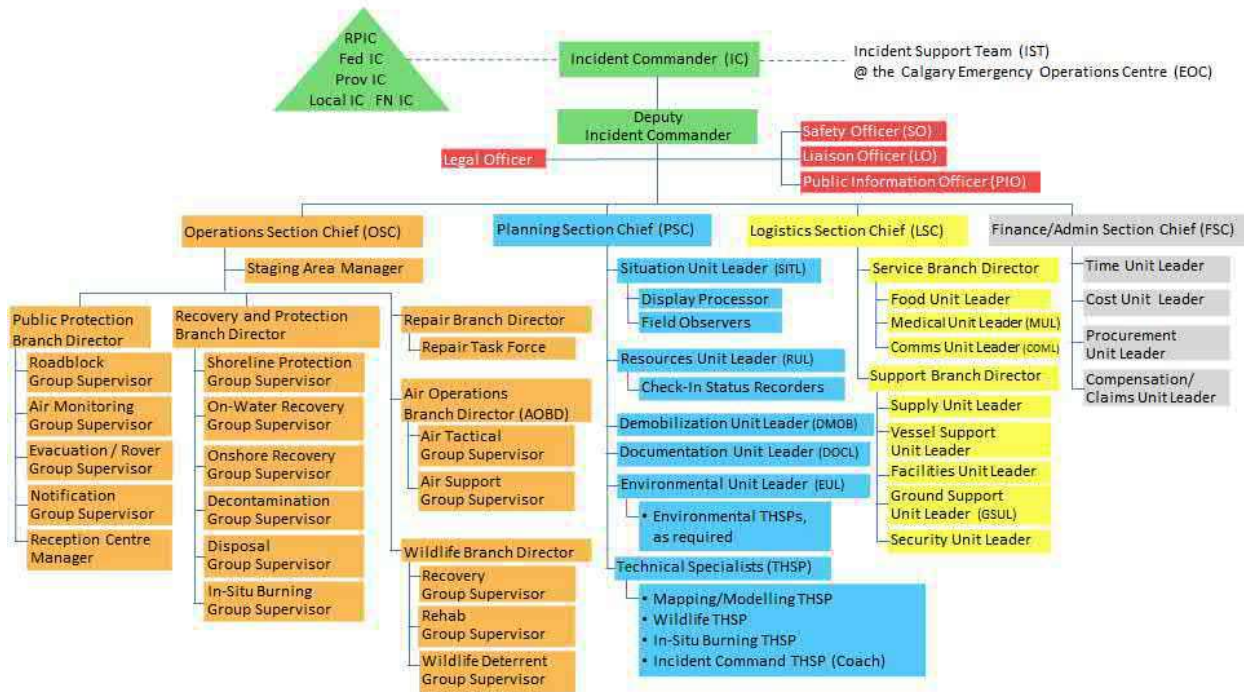 RPIC
Fed IC
Prov IC
Local IC / FN IC
Incident Commander (IC)
Incident Support Team (IST)
@ the Calgary Emergency Operations Centre (EOC)
Deputy
Incident Commander
Legal Officer
Safety Officer (SO)
Liaison Officer (LO)
Public Information Officer (PIO)
Operations Section Chief (OSC)
Staging Area Manager
Public Protection
Branch Director
Roadblock
Group Supervisor
Air Monitoring
Group Supervisor
Evacuation / Rover
Group Supervisor
Notification
Group Supervisor
Reception Centre
Manager
Recovery and Protection
Branch Director
Shoreline Protection
Group Supervisor
On-Water Recovery
Group Supervisor
Onshore Recovery
Group Supervisor
Decontamination
Group Supervisor
Disposal
Group Supervisor
In-Situ Burning
Group Supervisor
Repair Branch Director
Repair Task Force
Air Operations
Branch Director (AOBD)
Air Tactical
Group Supervisor
Air Support
Group Supervisor
Wildlife Branch Director
Recovery
Group Supervisor
Rehab
Group Supervisor
Wildlife Deterrent
Group Supervisor
Planning Section Chief (PSC)
Situation Unit Leader (SITL)
Display Processor
Field Observers
Resources Unit Leader (RUL)
Check-In Status Recorders
Demobilization Unit Leader (DMOB)
Documentation Unit Leader (DOCL)
Environmental Unit Leader (EUL)
• Environmental THSPs,
as required
Technical Specialists (THSP)
• Mapping/Modelling THSP
• Wildlife THSP
• In-Situ Burning THSP
• Incident Command THSP (Coach)
Logistics Section Chief (LSC)
Service Branch Director
Food Unit Leader
Medical Unit Leader (MUL)
Comms Unit Leader (COML)
Support Branch Director
Supply Unit Leader
Vessel Support
Unit Leader
Facilities Unit Leader
Ground Support
Unit Leader (GSUL)
Security Unit Leader
Finance/Admin Section Chief (FSC)
Time Unit Leader
Cost Unit Leader
Procurement
Unit Leader
Compensation/
Claims Unit Leader